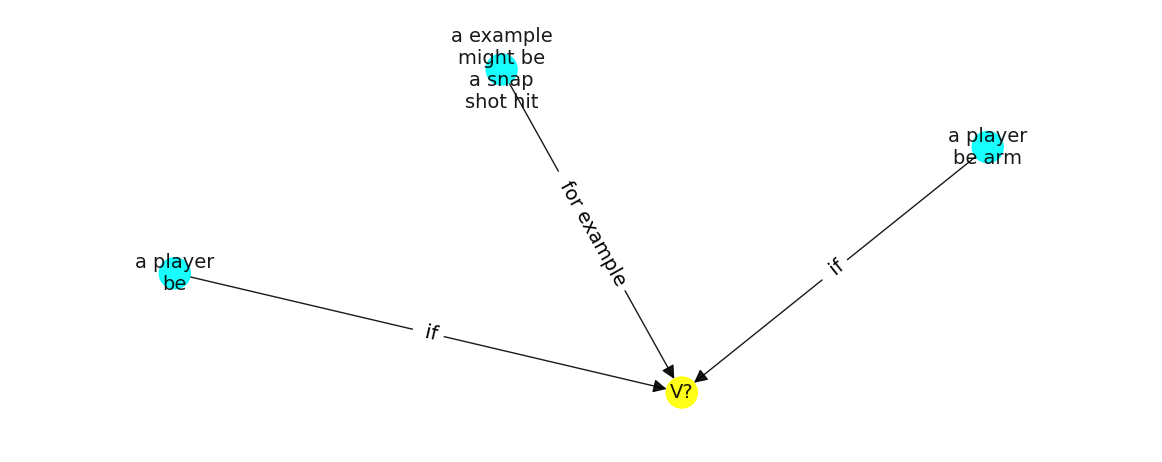 a example
might be
a snap
shot hit
a player
be arm
for example
a player
be
if
if
V?